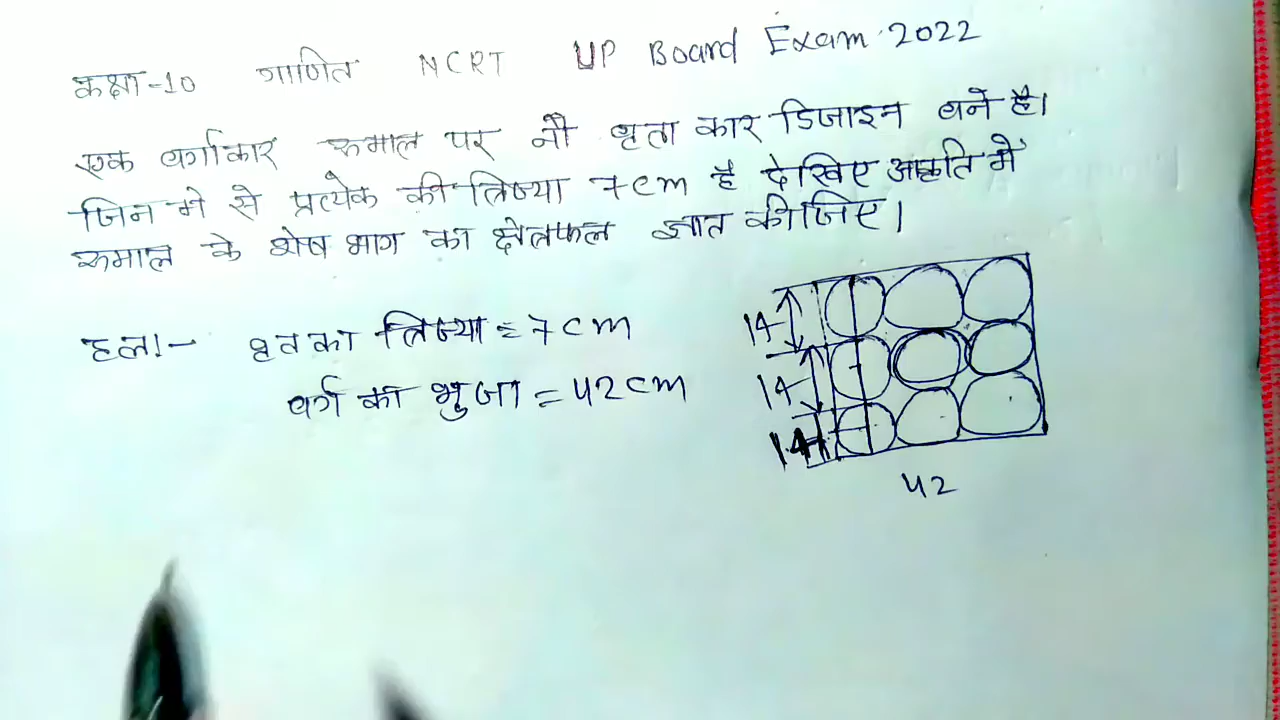 कक्षा-10 गाणित NCRT UP Board Exam 2022
एक वर्गाकार रुमाल पर नौ वृता कार डिजाइन बने है।
जिन मे से प्रत्येक की त्रिज्या 7cm है देखिए आकृति में
रुमाल के शेष भाग का क्षेत्रफल ज्ञात कीजिए।
हल।- वृत का त्रिज्या = 7cm
वर्ग की भुजा = 42cm
14
14
14
42